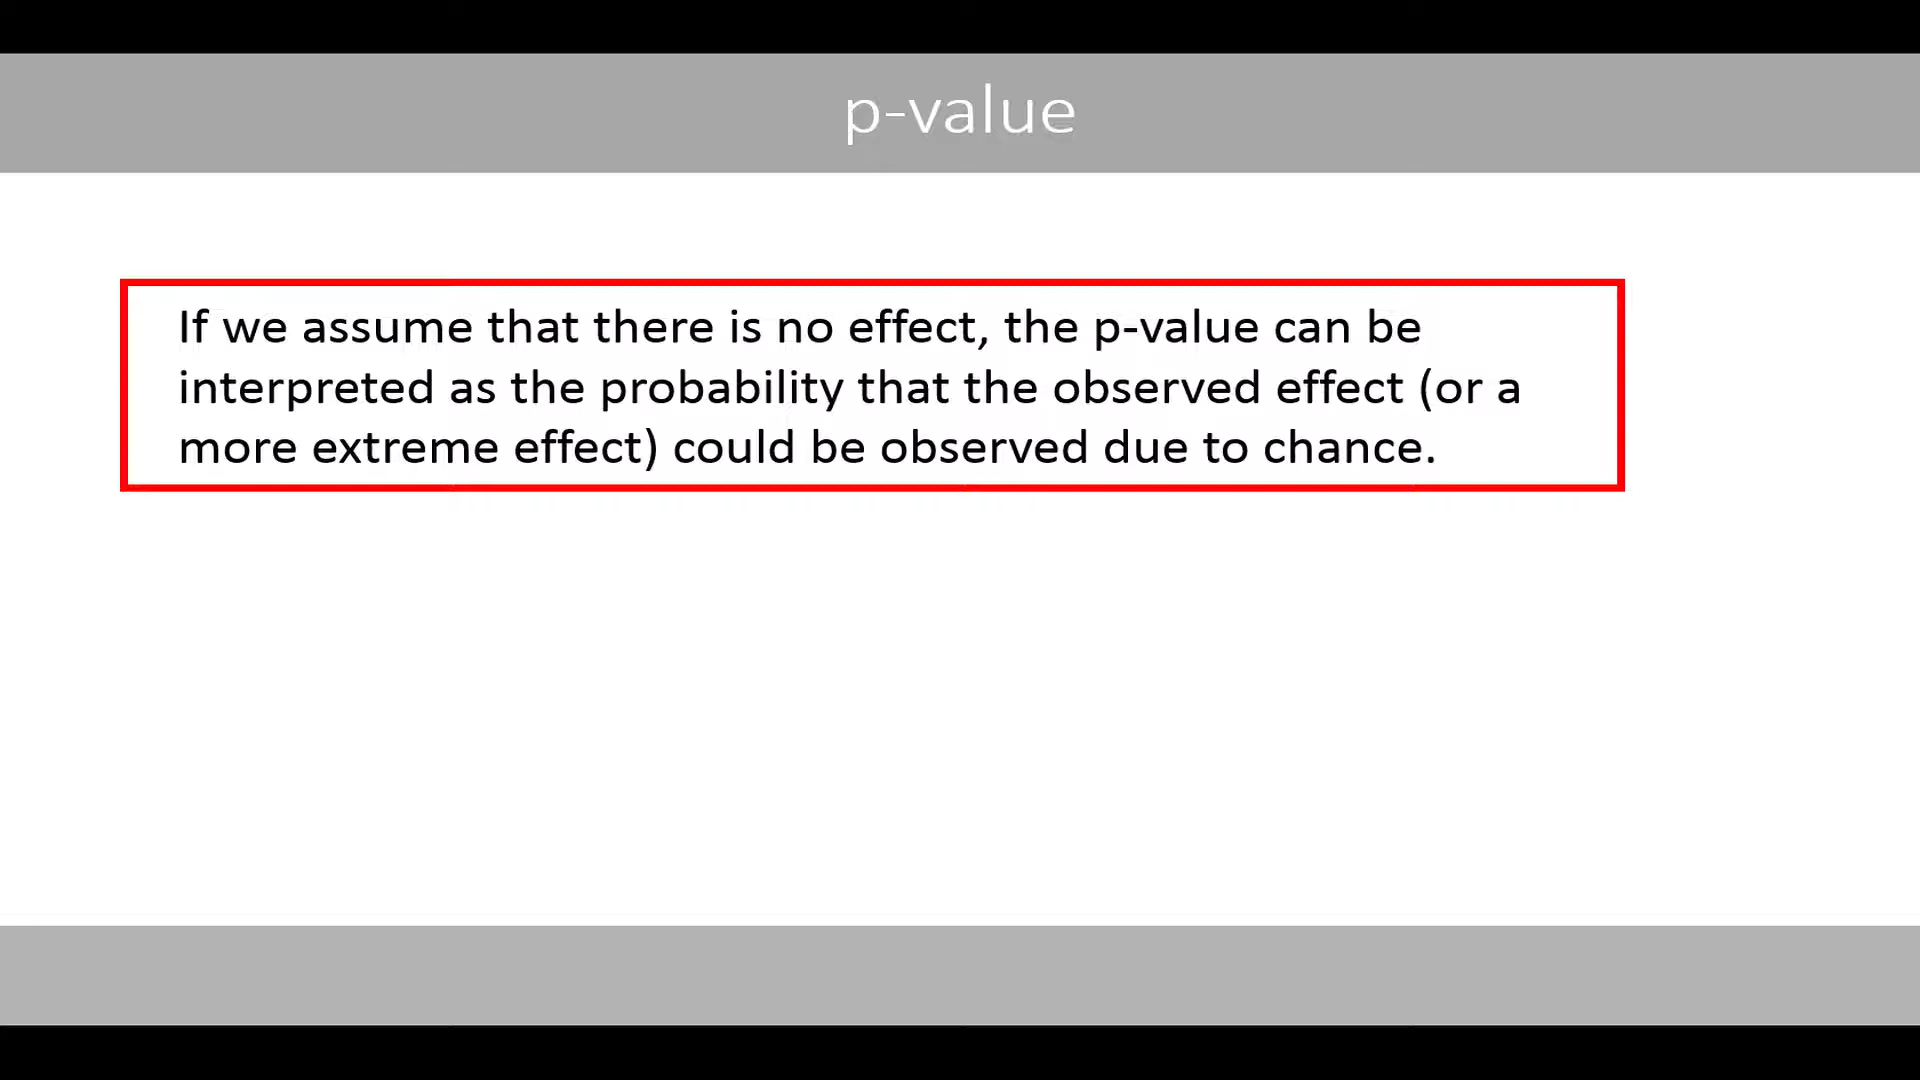 p-value
If we assume that there is no effect, the p-value can be
interpreted as the probability that the observed effect (or a
more extreme effect) could be observed due to chance.